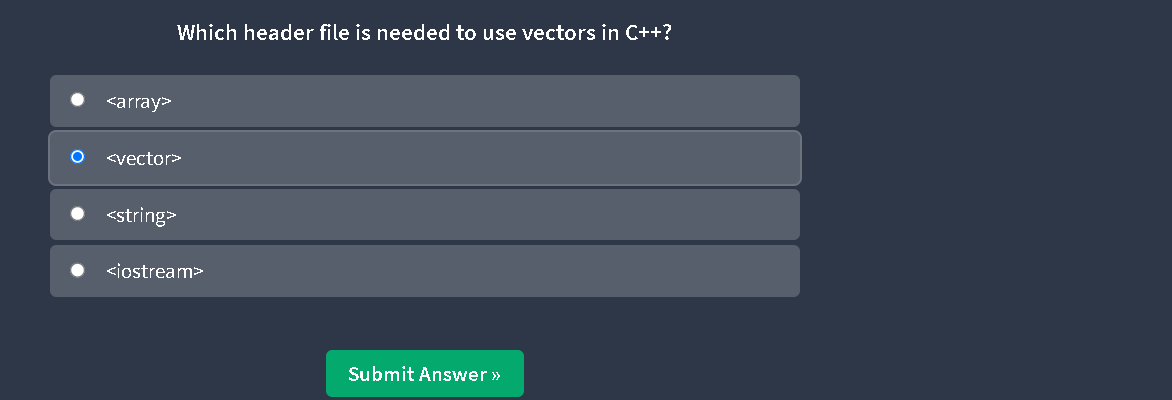 Which header file is needed to use vectors in C++?
<array>
<vector>
<string>
<iostream>
Submit Answer »